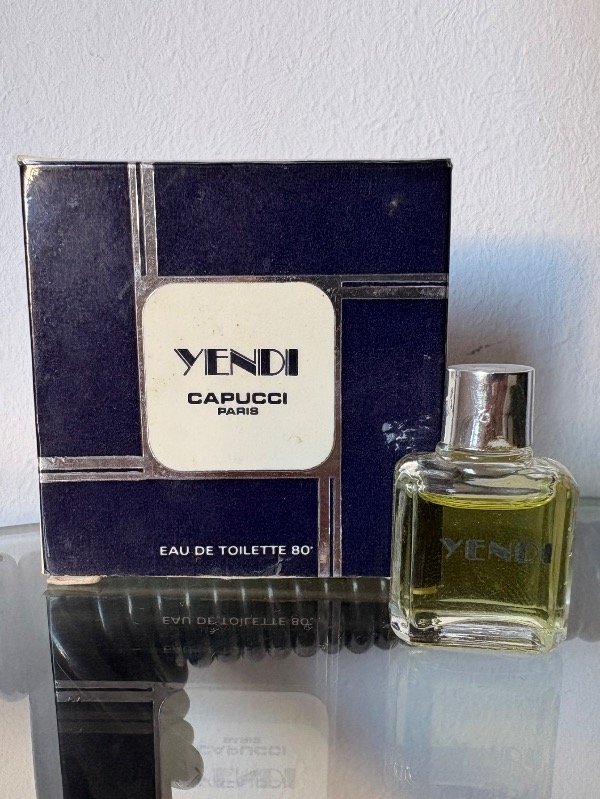 YENDI
CAPUCCI
PARIS
EAU DE TOILETTE 80°
YENDI